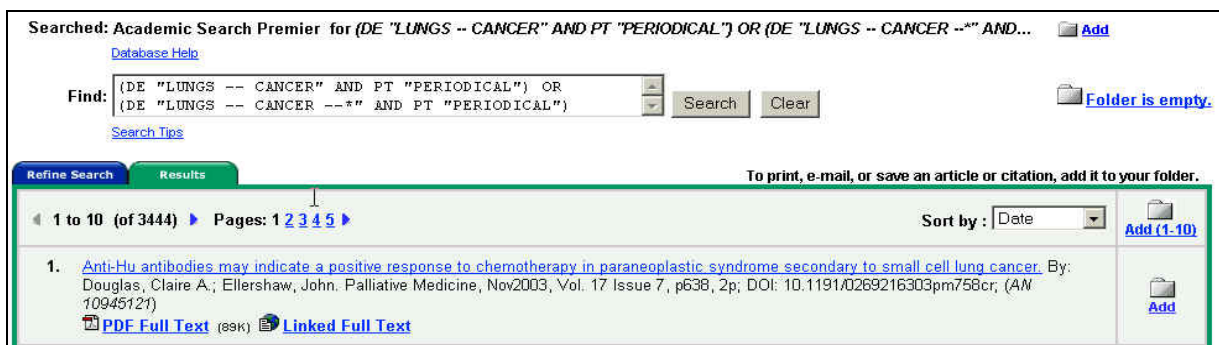 Searched: Academic Search Premier for (DE "LUNGS -- CANCER" AND PT "PERIODICAL") OR (DE "LUNGS -- CANCER --*" AND... Add
Database Help
Find: (DE "LUNGS -- CANCER" AND PT "PERIODICAL") OR
(DE "LUNGS -- CANCER --*" AND PT "PERIODICAL")
Search Clear
Folder is empty.
Search Tips
Refine Search Results To print, e-mail, or save an article or citation, add it to your folder.
1 to 10 (of 3444) Pages: 1 2 3 4 5 Sort by : Date Add (1-10)
1. Anti-Hu antibodies may indicate a positive response to chemotherapy in paraneoplastic syndrome secondary to small cell lung cancer. By:
Douglas, Claire A.; Ellershaw, John. Palliative Medicine, Nov2003, Vol. 17 Issue 7, p638, 2p; DOI: 10.1191/0269216303pm758cr; (AN
10945121)
Add
PDF Full Text (89K) Linked Full Text